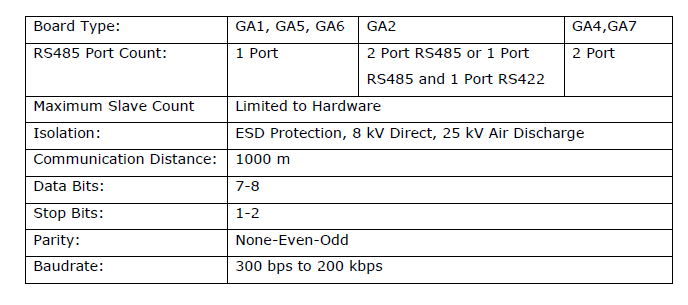 Board Type: GA1, GA5, GA6 GA2 GA4,GA7
RS485 Port Count: 1 Port 2 Port RS485 or 1 Port 2 Port
RS485 and 1 Port RS422
Maximum Slave Count Limited to Hardware
Isolation: ESD Protection, 8 kV Direct, 25 kV Air Discharge
Communication Distance: 1000 m
Data Bits: 7-8
Stop Bits: 1-2
Parity: None-Even-Odd
Baudrate: 300 bps to 200 kbps